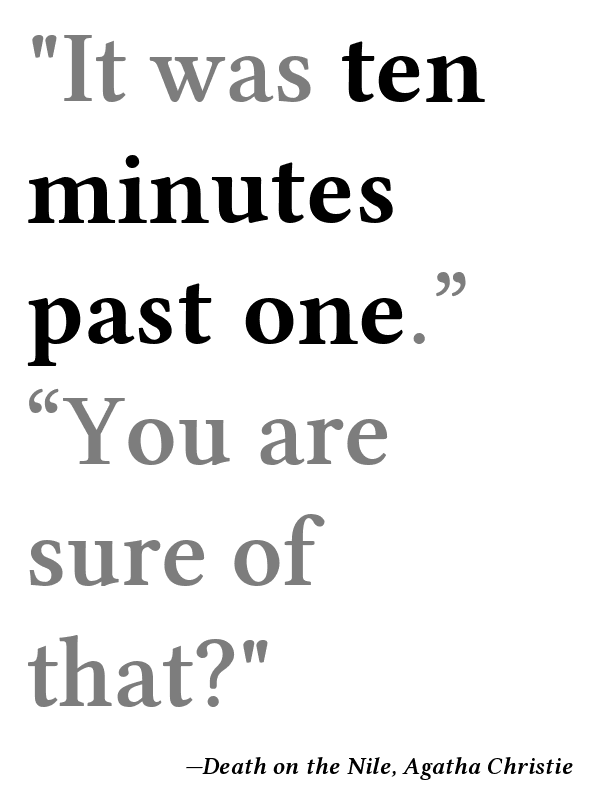 "It was ten
minutes
past one.”
“You are
sure of
that?"
—Death on the Nile, Agatha Christie